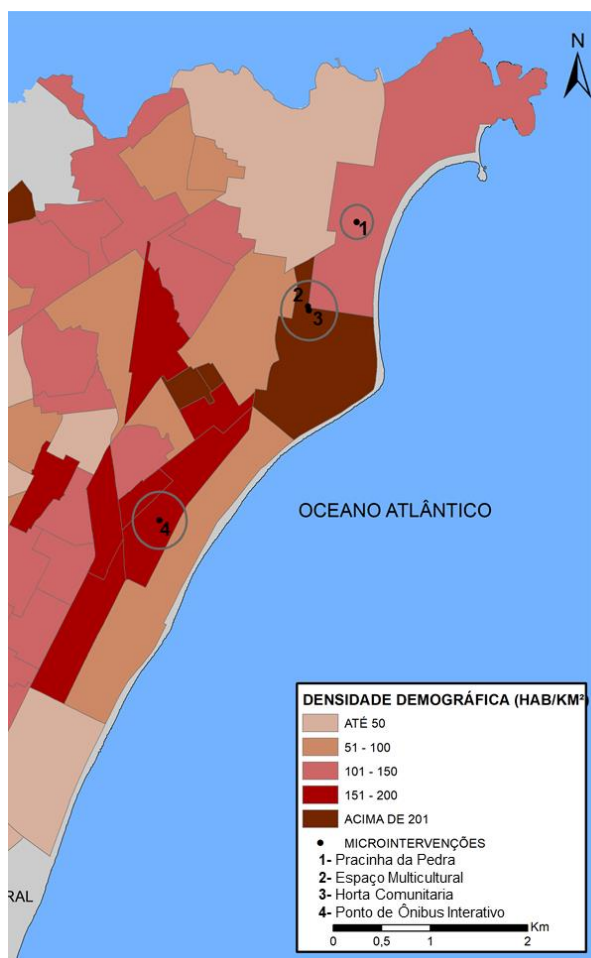 N
1
2
3
OCEANO ATLÂNTICO
4
DENSIDADE DEMOGRÁFICA (HAB/KM²)
ATÉ 50
51 - 100
101 - 150
151 - 200
ACIMA DE 201
MICROINTERVENÇÕES
1- Pracinha da Pedra
2- Espaço Multicultural
3- Horta Comunitaria
4- Ponto de Ônibus Interativo
Km
0 0,5 1 2
RAL